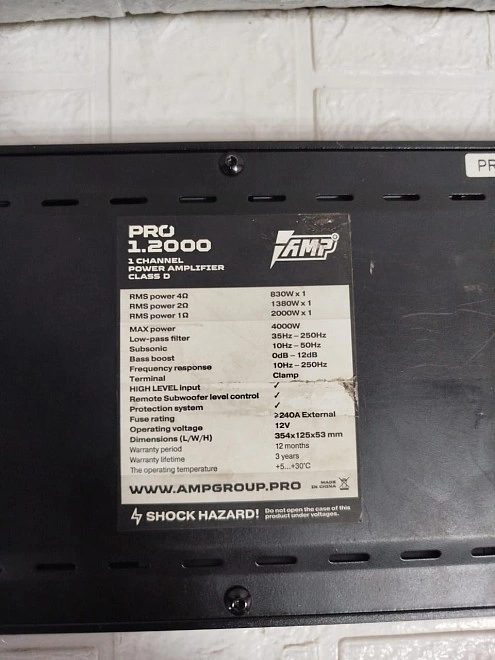 PR
PRO
1.2000
1 CHANNEL
POWER AMPLIFIER
CLASS D
AMP®
RMS power 4Ω 830W x 1
RMS power 2Ω 1380W x 1
RMS power 1Ω 2000W x 1
MAX power 4000W
Low-pass filter 35Hz – 250Hz
Subsonic 10Hz – 50Hz
Bass boost 0dB – 12dB
Frequency response 10Hz – 250Hz
Terminal Clamp
HIGH LEVEL input ✓
Remote Subwoofer level control ✓
Protection system ✓
Fuse rating ≥240A External
Operating voltage 12V
Dimensions (L/W/H) 354x125x53 mm
Warranty period 12 months
Warranty lifetime 3 years
The operating temperature +5...+30°C
WWW.AMPGROUP.PRO
MADE
IN CHINA
SHOCK HAZARD!
Do not open the case of this
product under voltages.